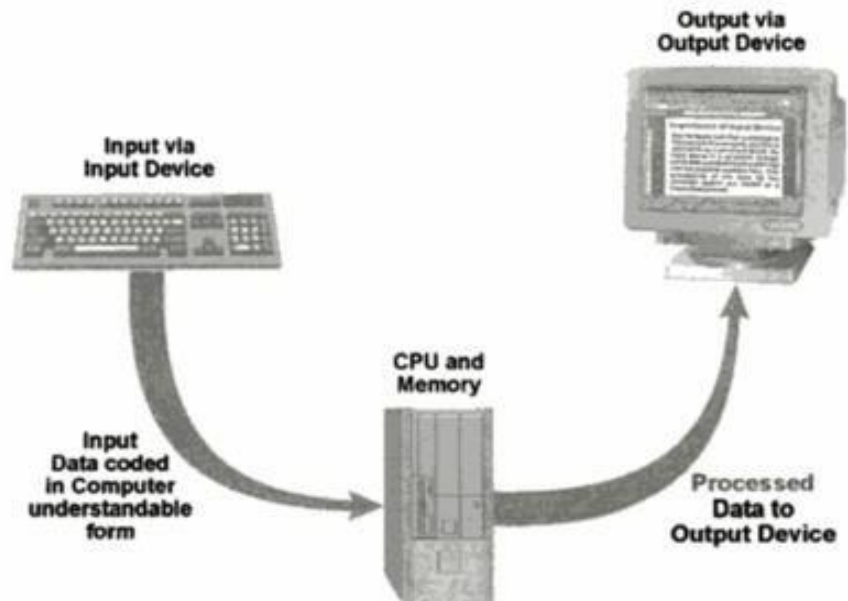 Output via
Output Device
Input via
Input Device
CPU and
Memory
Input
Data coded
in Computer
understandable
form
Processed
Data to
Output Device